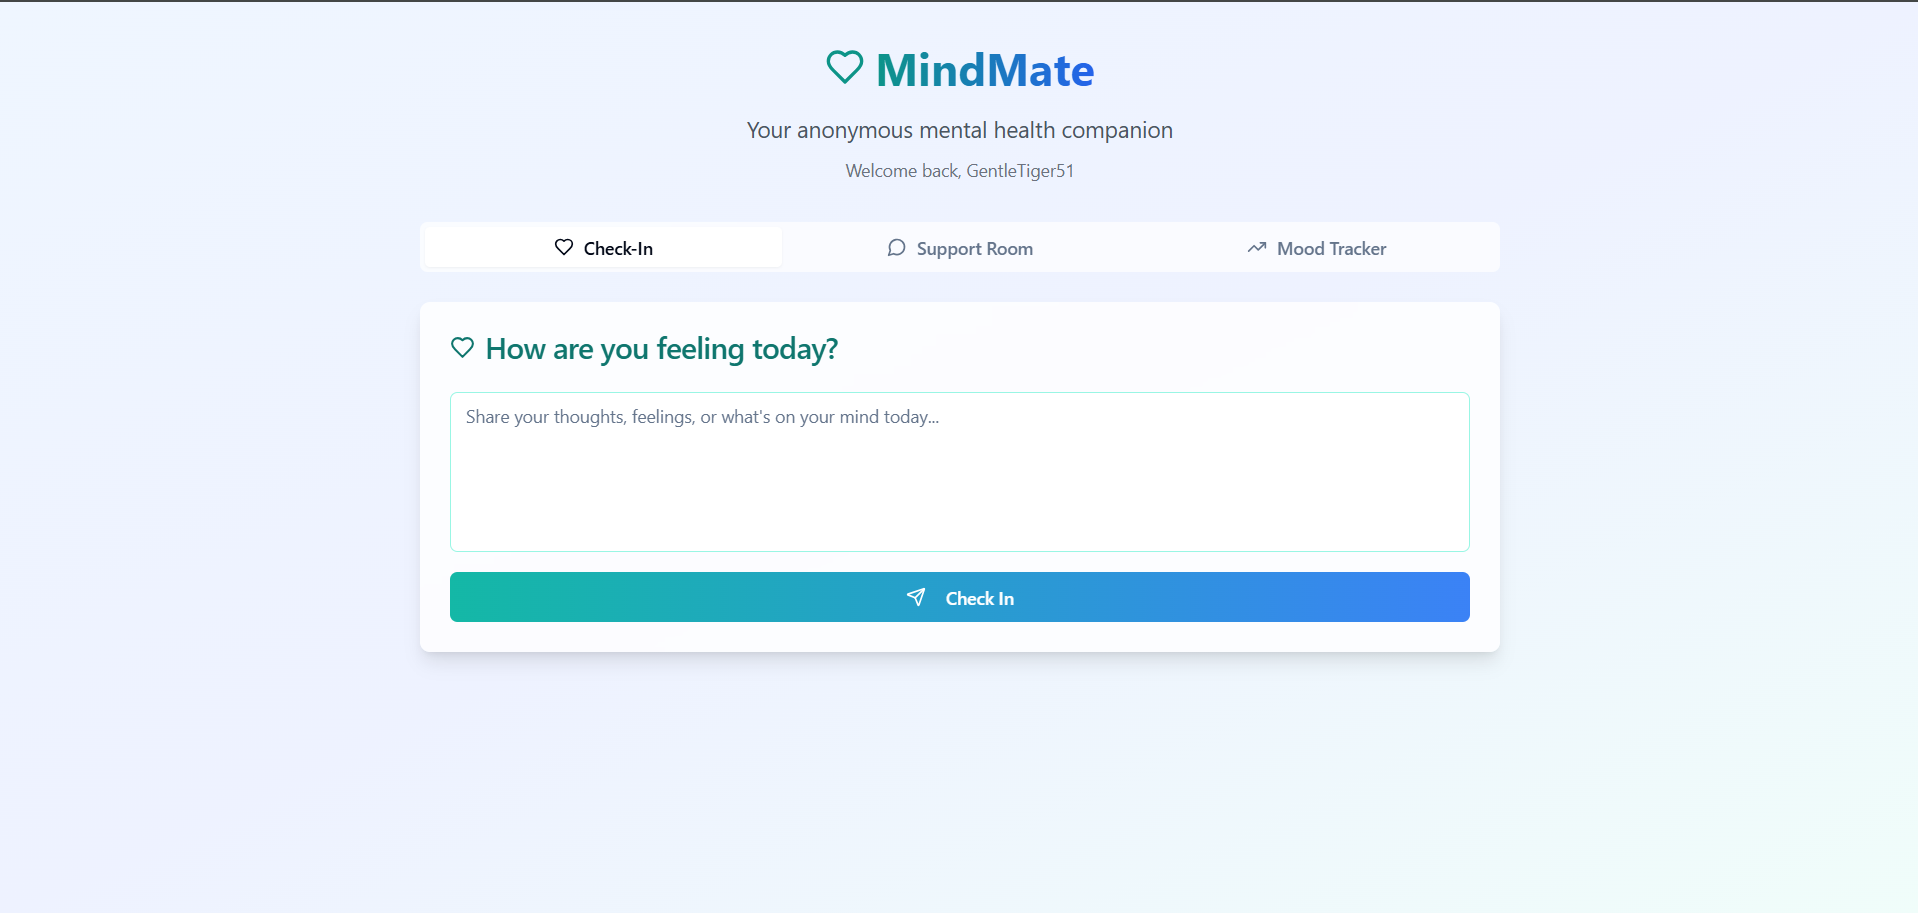 MindMate
Your anonymous mental health companion
Welcome back, GentleTiger51
Check-In
Support Room
Mood Tracker
How are you feeling today?
Share your thoughts, feelings, or what's on your mind today...
Check In